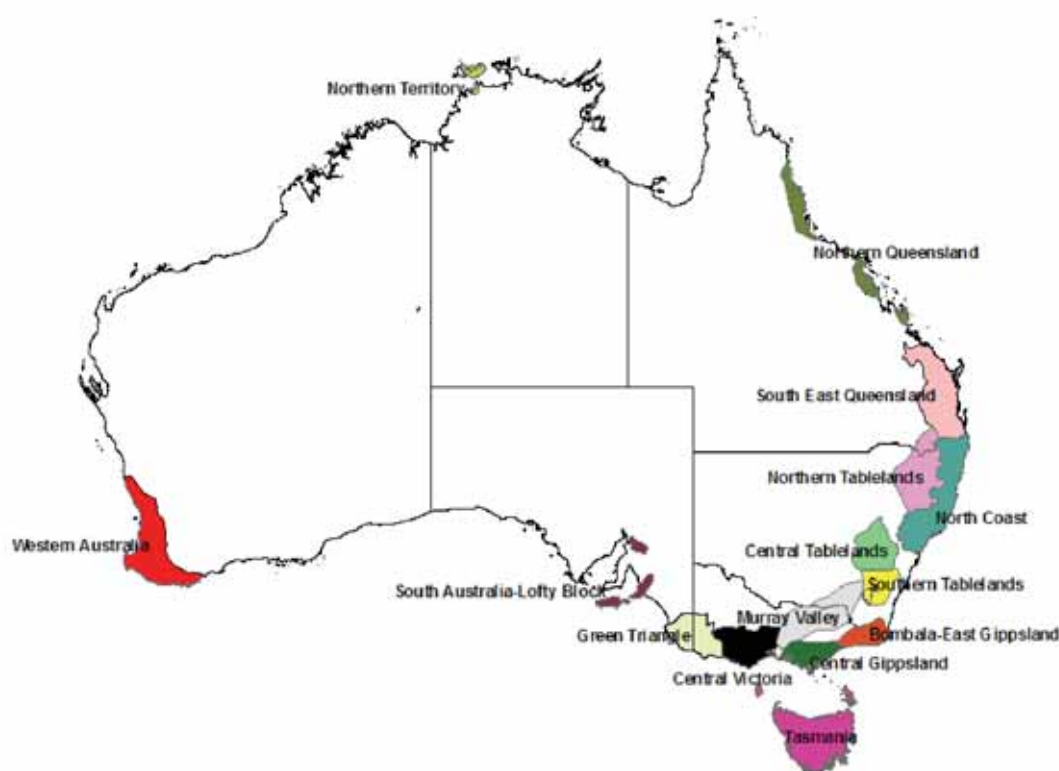 Northern Territory
Northern Queensland
South East Queensland
Northern Tablelands
North Coast
Western Australia
Central Tablelands
Southern Tablelands
South Australia-Lofty Block
Murray Valley
Green Triangle
Bombala-East Gippsland
Central Gippsland
Central Victoria
Tasmania